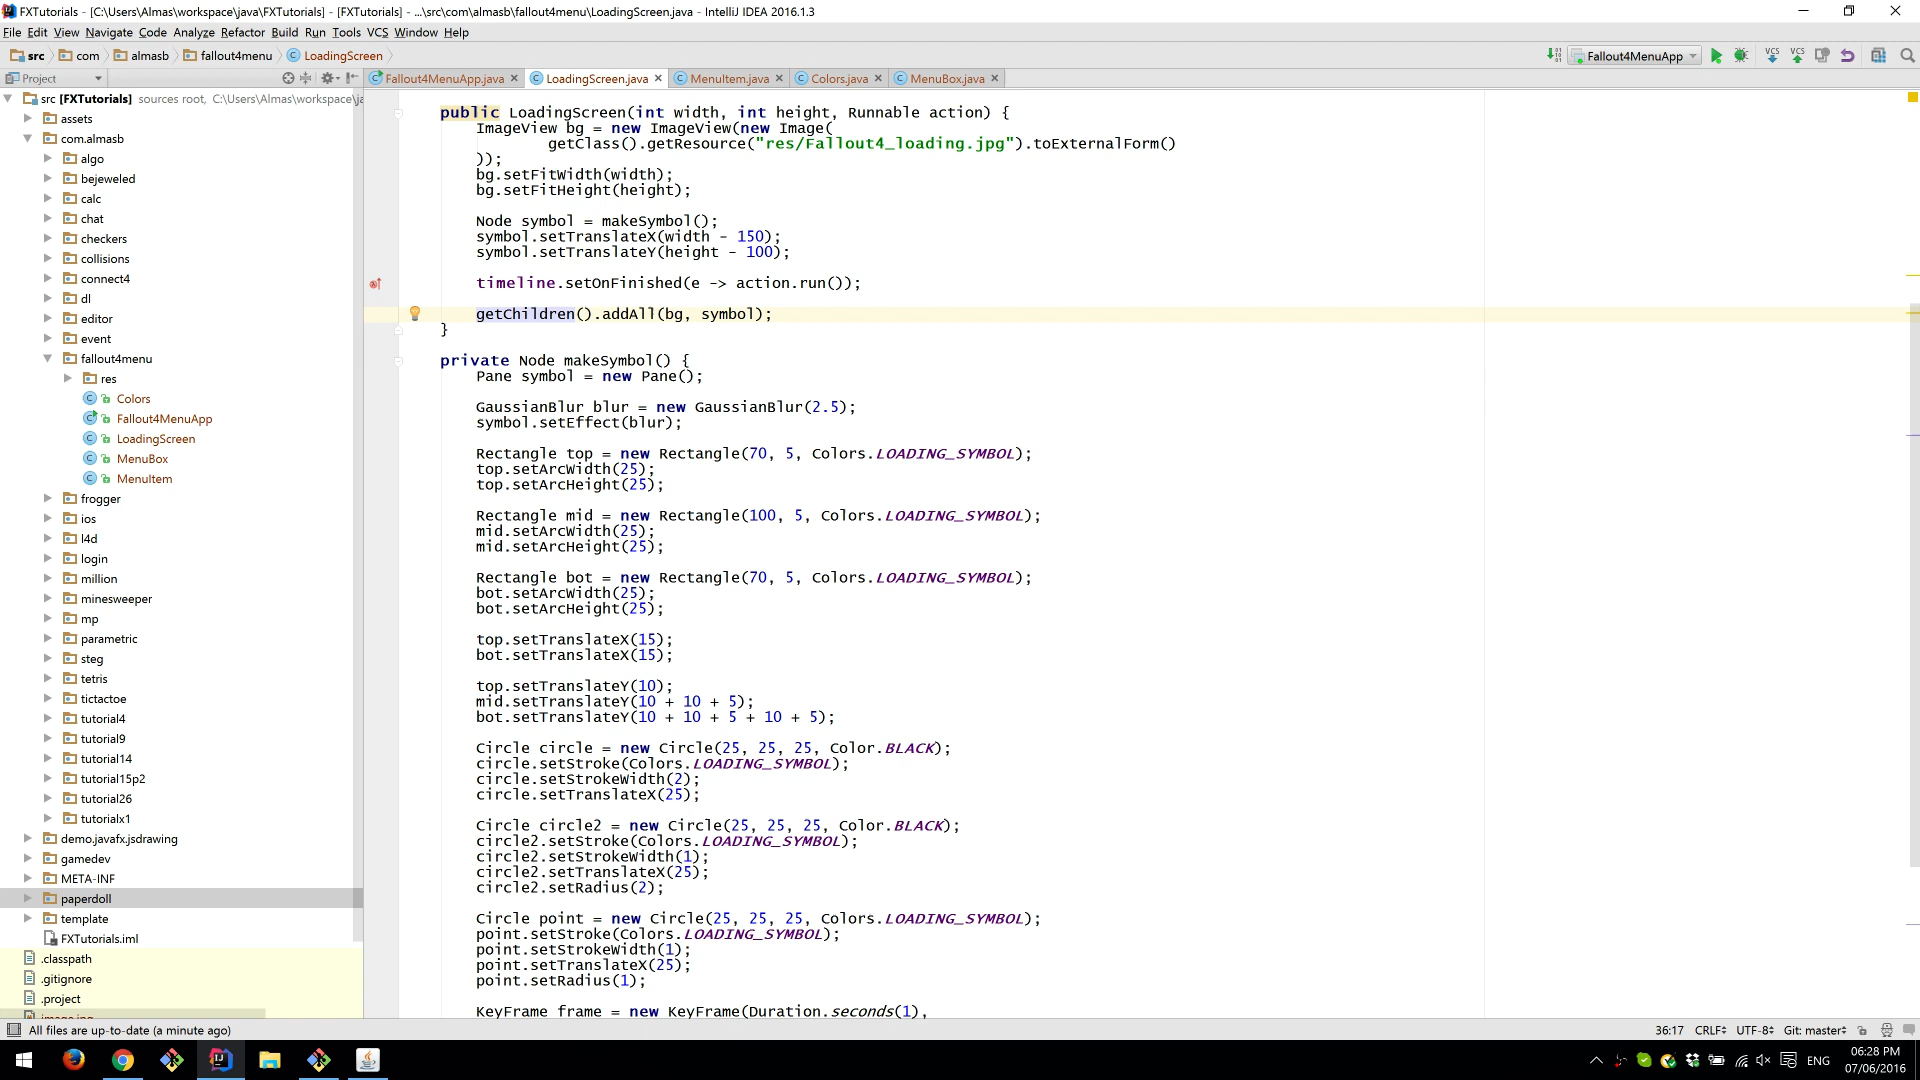 FXTutorials - [C:\Users\Almas\workspace\java\FXTutorials] - [FXTutorials] - ...\src\com\almasb\fallout4menu\LoadingScreen.java - IntelliJ IDEA 2016.1.3
File Edit View Navigate Code Analyze Refactor Build Run Tools VCS Window Help
src com almasb fallout4menu LoadingScreen
Fallout4MenuApp VCS VCS
Project
Fallout4MenuApp.java LoadingScreen.java MenuItem.java Colors.java MenuBox.java
src [FXTutorials] sources root, C:\Users\Almas\workspace\ja
assets
com.almasb
algo
bejeweled
calc
chat
checkers
collisions
connect4
dl
editor
event
fallout4menu
res
Colors
Fallout4MenuApp
LoadingScreen
MenuBox
MenuItem
frogger
ios
l4d
login
million
minesweeper
mp
parametric
steg
tetris
tictactoe
tutorial4
tutorial9
tutorial14
tutorial15p2
tutorial26
tutorialx1
demo.javafx.jsdrawing
gamedev
META-INF
paperdoll
template
FXTutorials.iml
.classpath
.gitignore
.project
public LoadingScreen(int width, int height, Runnable action) {
ImageView bg = new ImageView(new Image(
getClass().getResource("res/Fallout4_loading.jpg").toExternalForm()
));
bg.setFitWidth(width);
bg.setFitHeight(height);
Node symbol = makeSymbol();
symbol.setTranslateX(width - 150);
symbol.setTranslateY(height - 100);
timeline.setOnFinished(e -> action.run());
getChildren().addAll(bg, symbol);
}
private Node makeSymbol() {
Pane symbol = new Pane();
GaussianBlur blur = new GaussianBlur(2.5);
symbol.setEffect(blur);
Rectangle top = new Rectangle(70, 5, Colors.LOADING_SYMBOL);
top.setArcWidth(25);
top.setArcHeight(25);
Rectangle mid = new Rectangle(100, 5, Colors.LOADING_SYMBOL);
mid.setArcWidth(25);
mid.setArcHeight(25);
Rectangle bot = new Rectangle(70, 5, Colors.LOADING_SYMBOL);
bot.setArcWidth(25);
bot.setArcHeight(25);
top.setTranslateX(15);
bot.setTranslateX(15);
top.setTranslateY(10);
mid.setTranslateY(10 + 10 + 5);
bot.setTranslateY(10 + 10 + 5 + 10 + 5);
Circle circle = new Circle(25, 25, 25, Color.BLACK);
circle.setStroke(Colors.LOADING_SYMBOL);
circle.setStrokeWidth(2);
circle.setTranslateX(25);
Circle circle2 = new Circle(25, 25, 25, Color.BLACK);
circle2.setStroke(Colors.LOADING_SYMBOL);
circle2.setStrokeWidth(1);
circle2.setTranslateX(25);
circle2.setRadius(2);
Circle point = new Circle(25, 25, 25, Colors.LOADING_SYMBOL);
point.setStroke(Colors.LOADING_SYMBOL);
point.setStrokeWidth(1);
point.setTranslateX(25);
point.setRadius(1);
KeyFrame frame = new KeyFrame(Duration.seconds(1),
All files are up-to-date (a minute ago)
36:17 CRLF UTF-8 Git: master
ENG
06:28 PM
07/06/2016